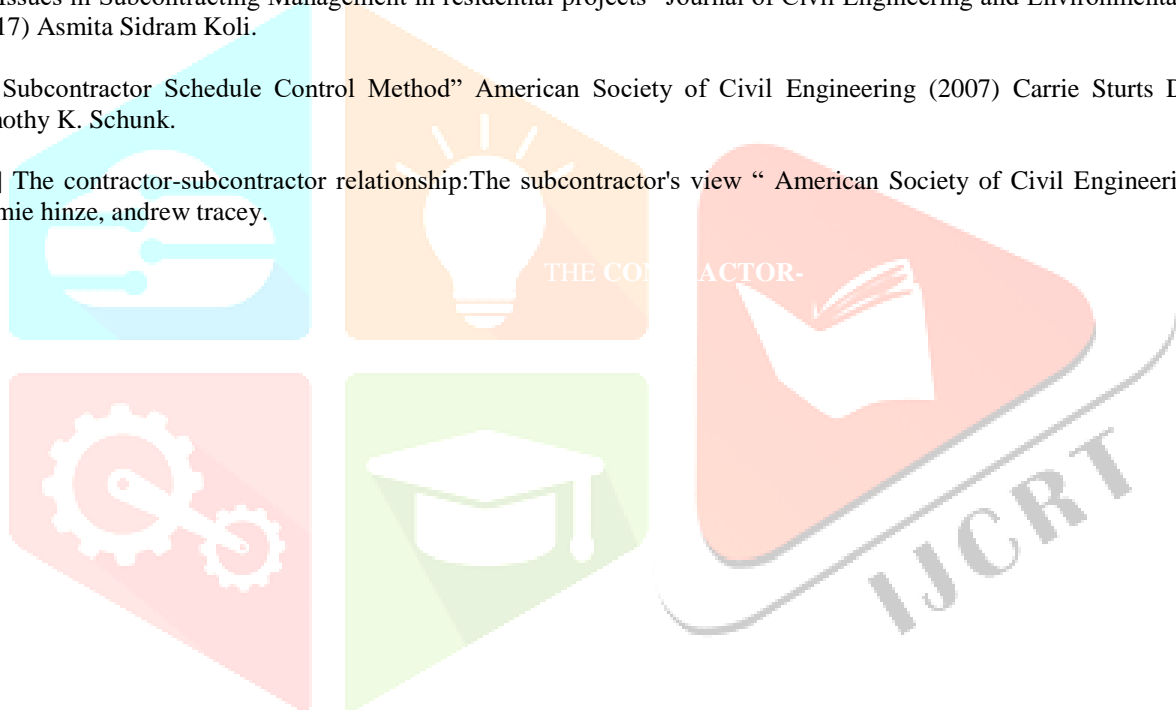 Issues in Subcontracting Management in residential projects" Journal of Civil Engineering and Environmenta
17) Asmita Sidram Koli.
Subcontractor Schedule Control Method” American Society of Civil Engineering (2007) Carrie Sturts D
nothy K. Schunk.
] The contractor-subcontractor relationship:The subcontractor's view “ American Society of Civil Engineeri
mie hinze, andrew tracey.
THE CON ACTOR-
IJCRT